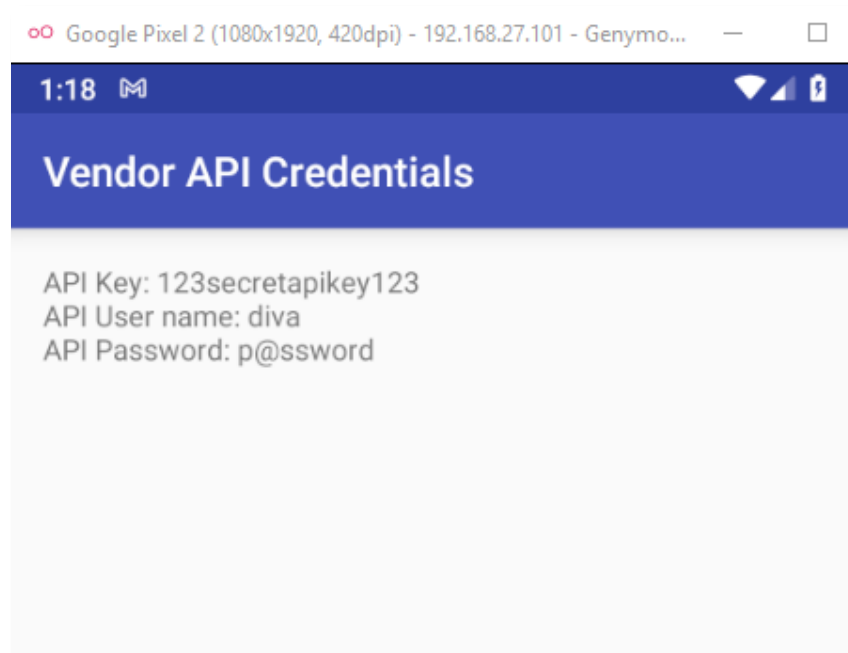 Google Pixel 2 (1080x1920, 420dpi) - 192.168.27.101 - Genymo...
1:18
Vendor API Credentials
API Key: 123secretapikey123
API User name: diva
API Password: p@ssword